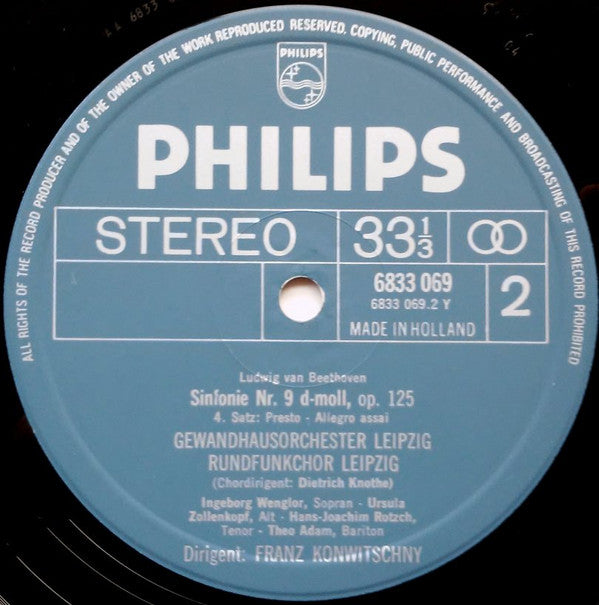 ALL RIGHTS OF THE RECORD PRODUCER AND OF THE OWNER OF THE WORK REPRODUCED RESERVED. COPYING, PUBLIC PERFORMANCE AND BROADCASTING OF THIS RECORD PROHIBITED
PHILIPS
PHILIPS
STEREO 33 1/3
6833 069
6833 069.2 Y
2
MADE IN HOLLAND
Ludwig van Beethoven
Sinfonie Nr. 9 d-moll, op. 125
4. Satz: Presto - Allegro assai
GEWANDHAUSORCHESTER LEIPZIG
RUNDFUNKCHOR LEIPZIG
(Chordirigent: Dietrich Knothe)
Ingeborg Wenglor, Sopran - Ursula
Zollenkopf, Alt - Hans-Joachim Rotzch,
Tenor - Theo Adam, Bariton
Dirigent: FRANZ KONWITSCHNY